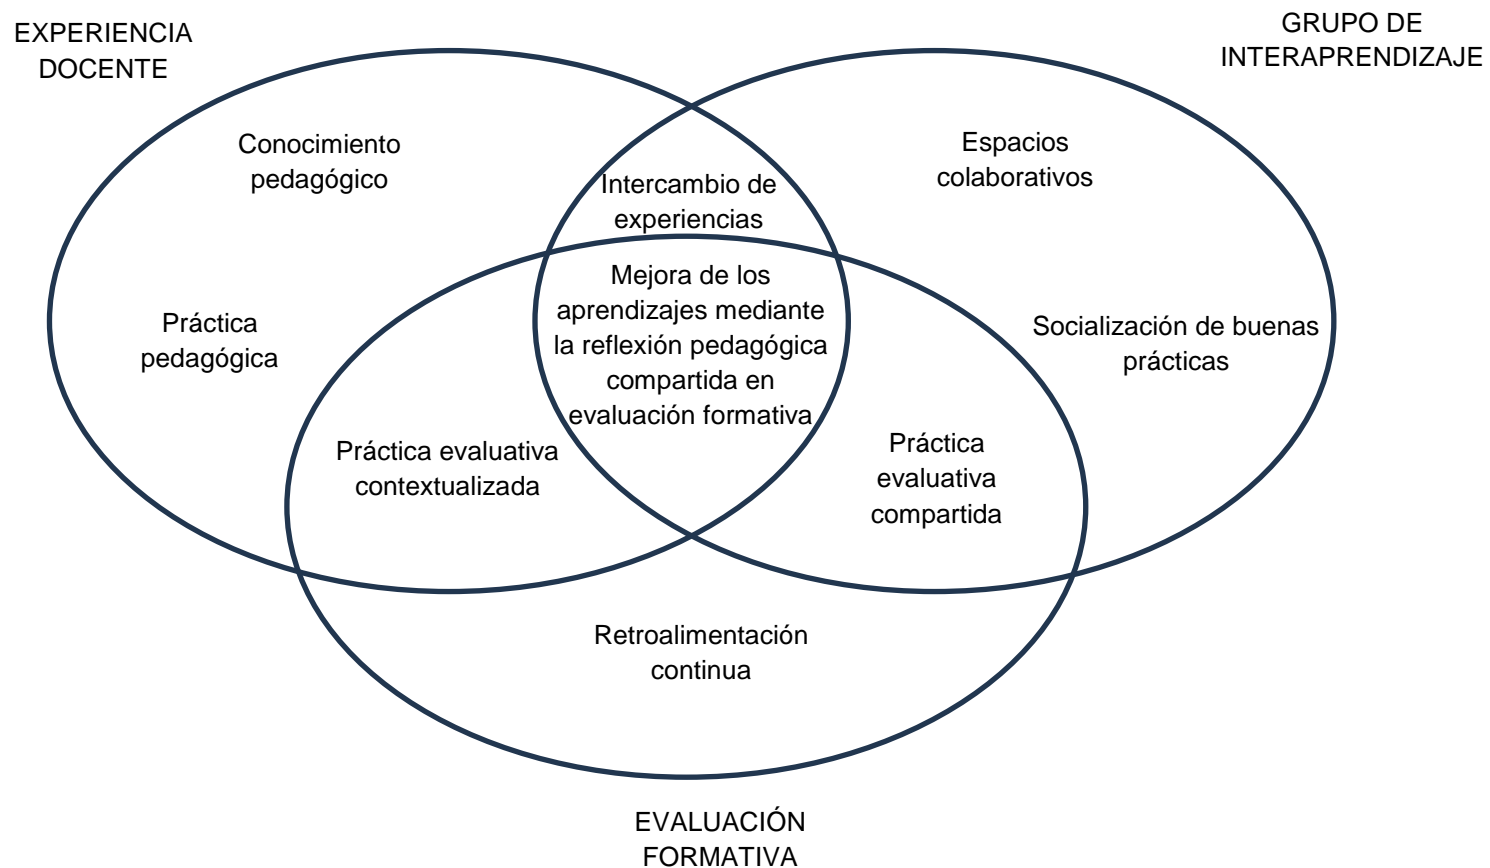 EXPERIENCIA
DOCENTE
GRUPO DE
INTERAPRENDIZAJE
Conocimiento
pedagógico
Espacios
colaborativos
Intercambio de
experiencias
Mejora de los
aprendizajes mediante
la reflexión pedagógica
compartida en
evaluación formativa
Práctica
pedagógica
Socialización de buenas
prácticas
Práctica evaluativa
contextualizada
Práctica
evaluativa
compartida
Retroalimentación
continua
EVALUACIÓN
FORMATIVA